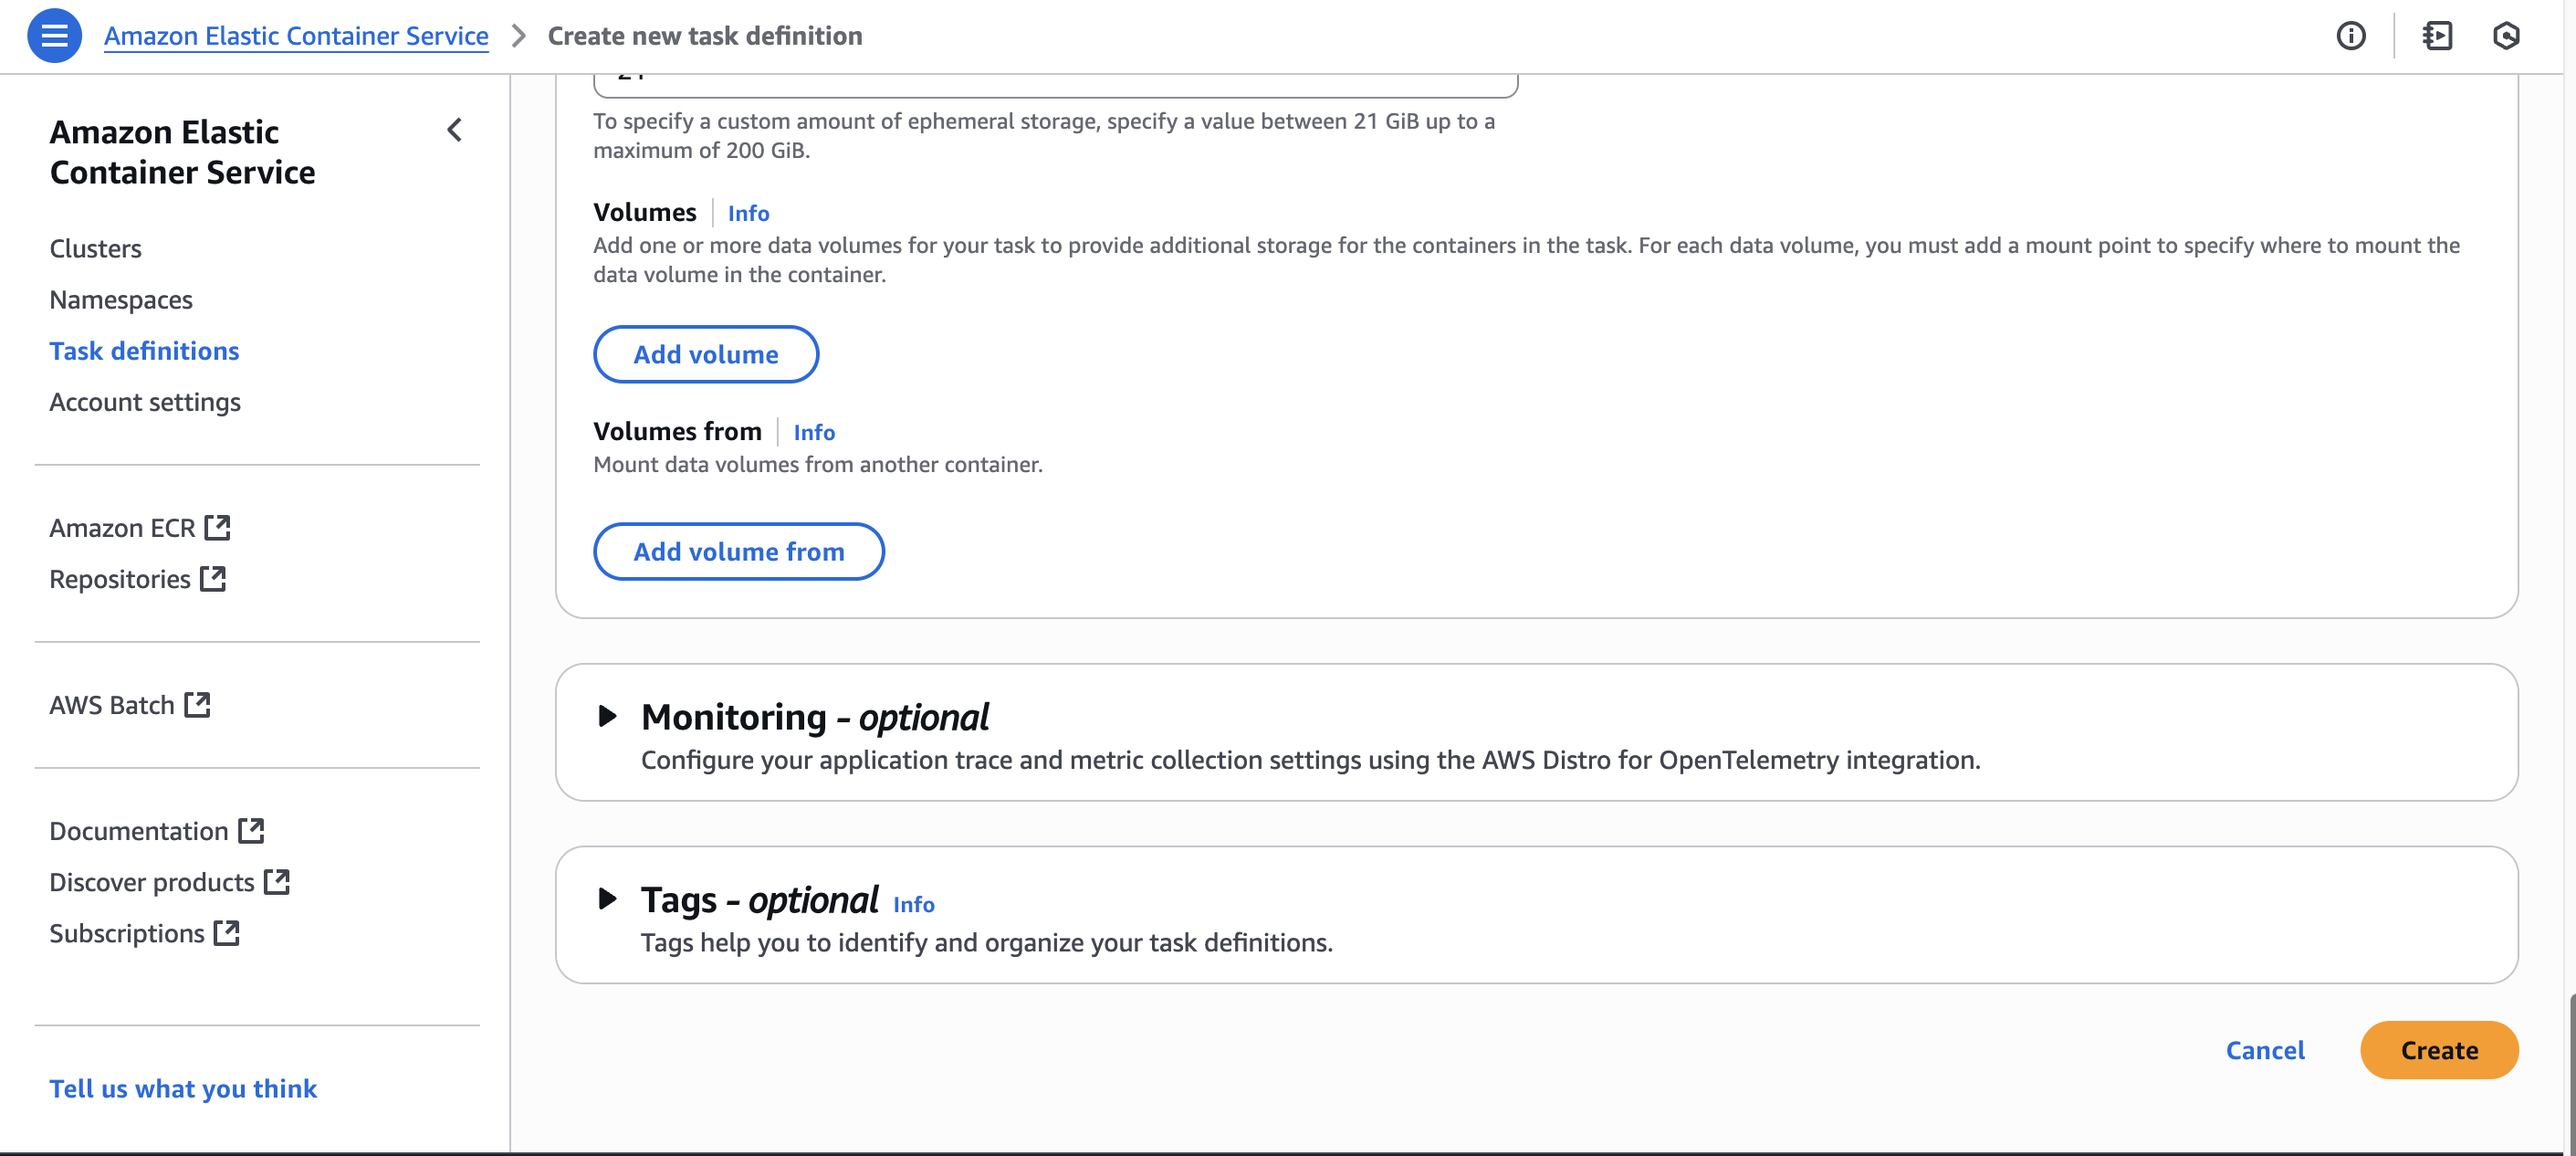 Amazon Elastic Container Service > Create new task definition
Amazon Elastic
Container Service
Clusters
Namespaces
Task definitions
Account settings
Amazon ECR
Repositories
AWS Batch
Documentation
Discover products
Subscriptions
Tell us what you think
To specify a custom amount of ephemeral storage, specify a value between 21 GiB up to a
maximum of 200 GiB.
Volumes | Info
Add one or more data volumes for your task to provide additional storage for the containers in the task. For each data volume, you must add a mount point to specify where to mount the
data volume in the container.
Add volume
Volumes from | Info
Mount data volumes from another container.
Add volume from
Monitoring - optional
Configure your application trace and metric collection settings using the AWS Distro for OpenTelemetry integration.
Tags - optional Info
Tags help you to identify and organize your task definitions.
Cancel
Create